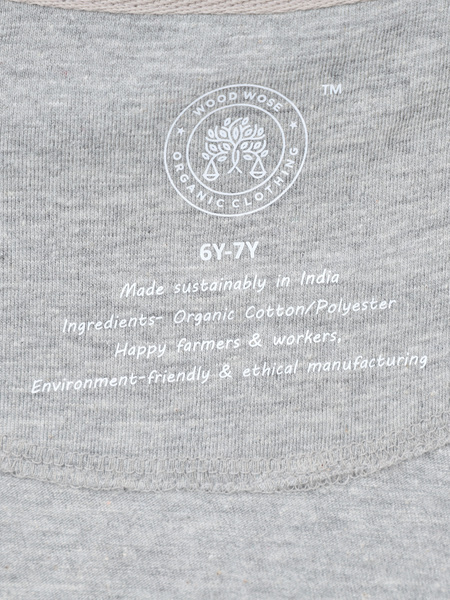 WOOD WOSE
ORGANIC CLOTHING
TM
6Y-7Y
Made sustainably in India
Ingredients- Organic Cotton/Polyester
Happy farmers & workers,
Environment-friendly & ethical manufacturing